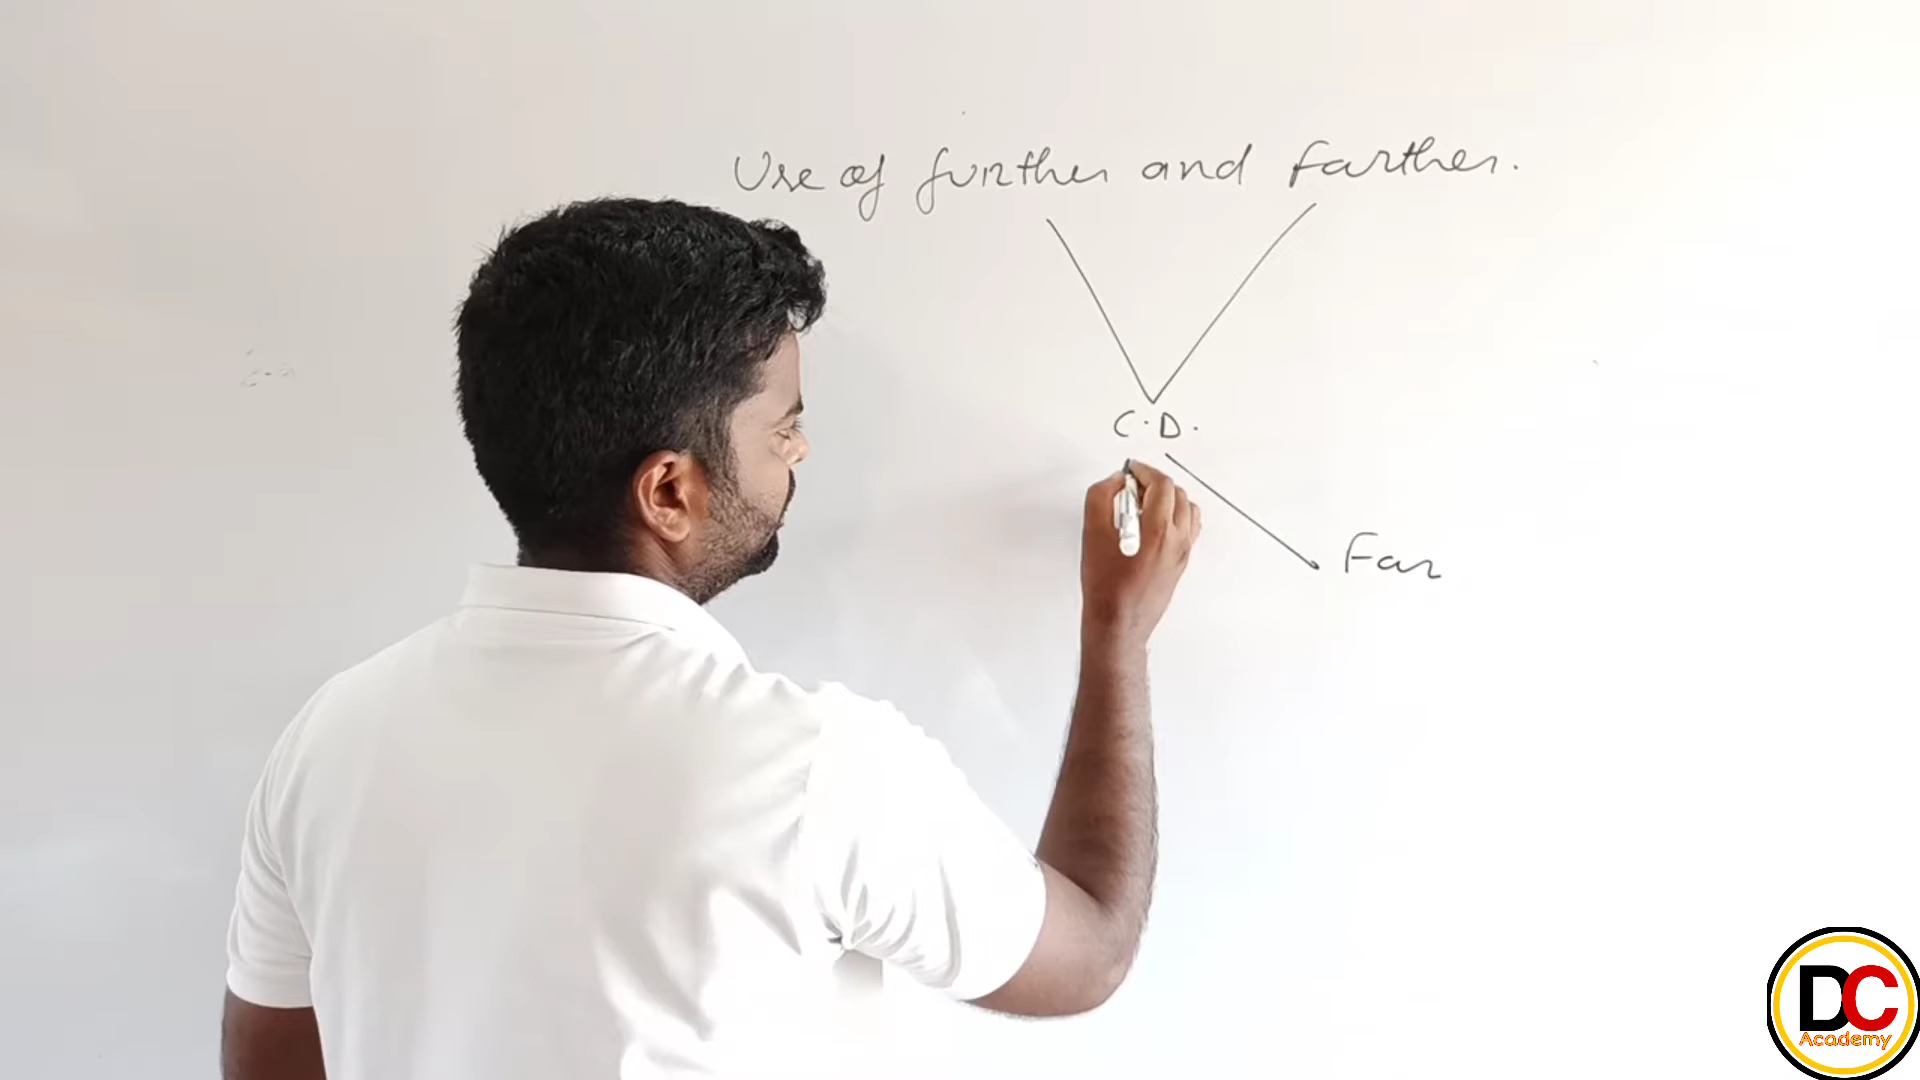 Use of further and farther.
C.D.
Far
DC
Academy